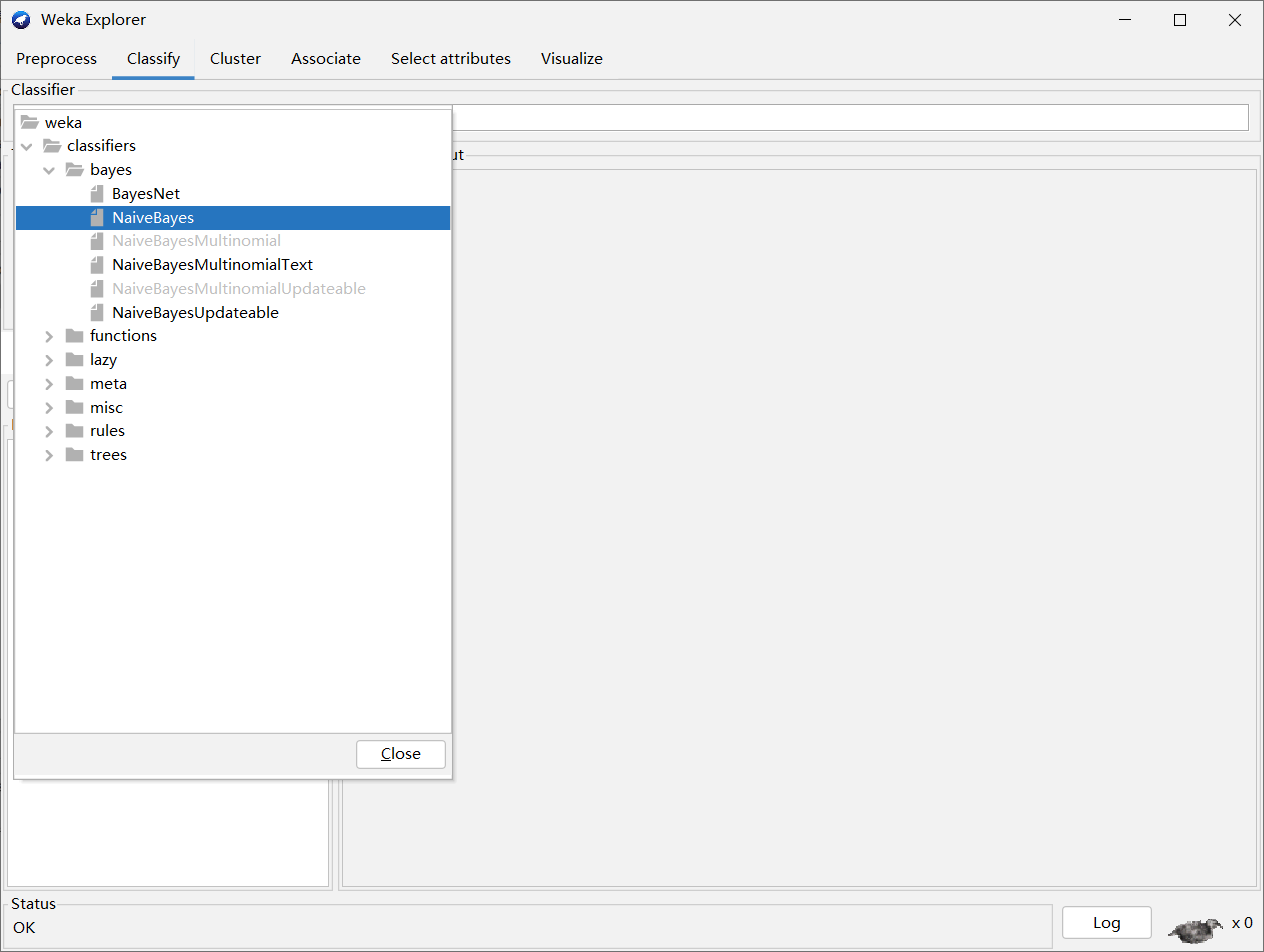 Weka Explorer
Preprocess Classify Cluster Associate Select attributes Visualize
Classifier
weka
classifiers
bayes
BayesNet
NaiveBayes
NaiveBayesMultinomial
NaiveBayesMultinomialText
NaiveBayesMultinomialUpdateable
NaiveBayesUpdateable
functions
lazy
meta
misc
rules
trees
Close
Status
OK
Log
x 0